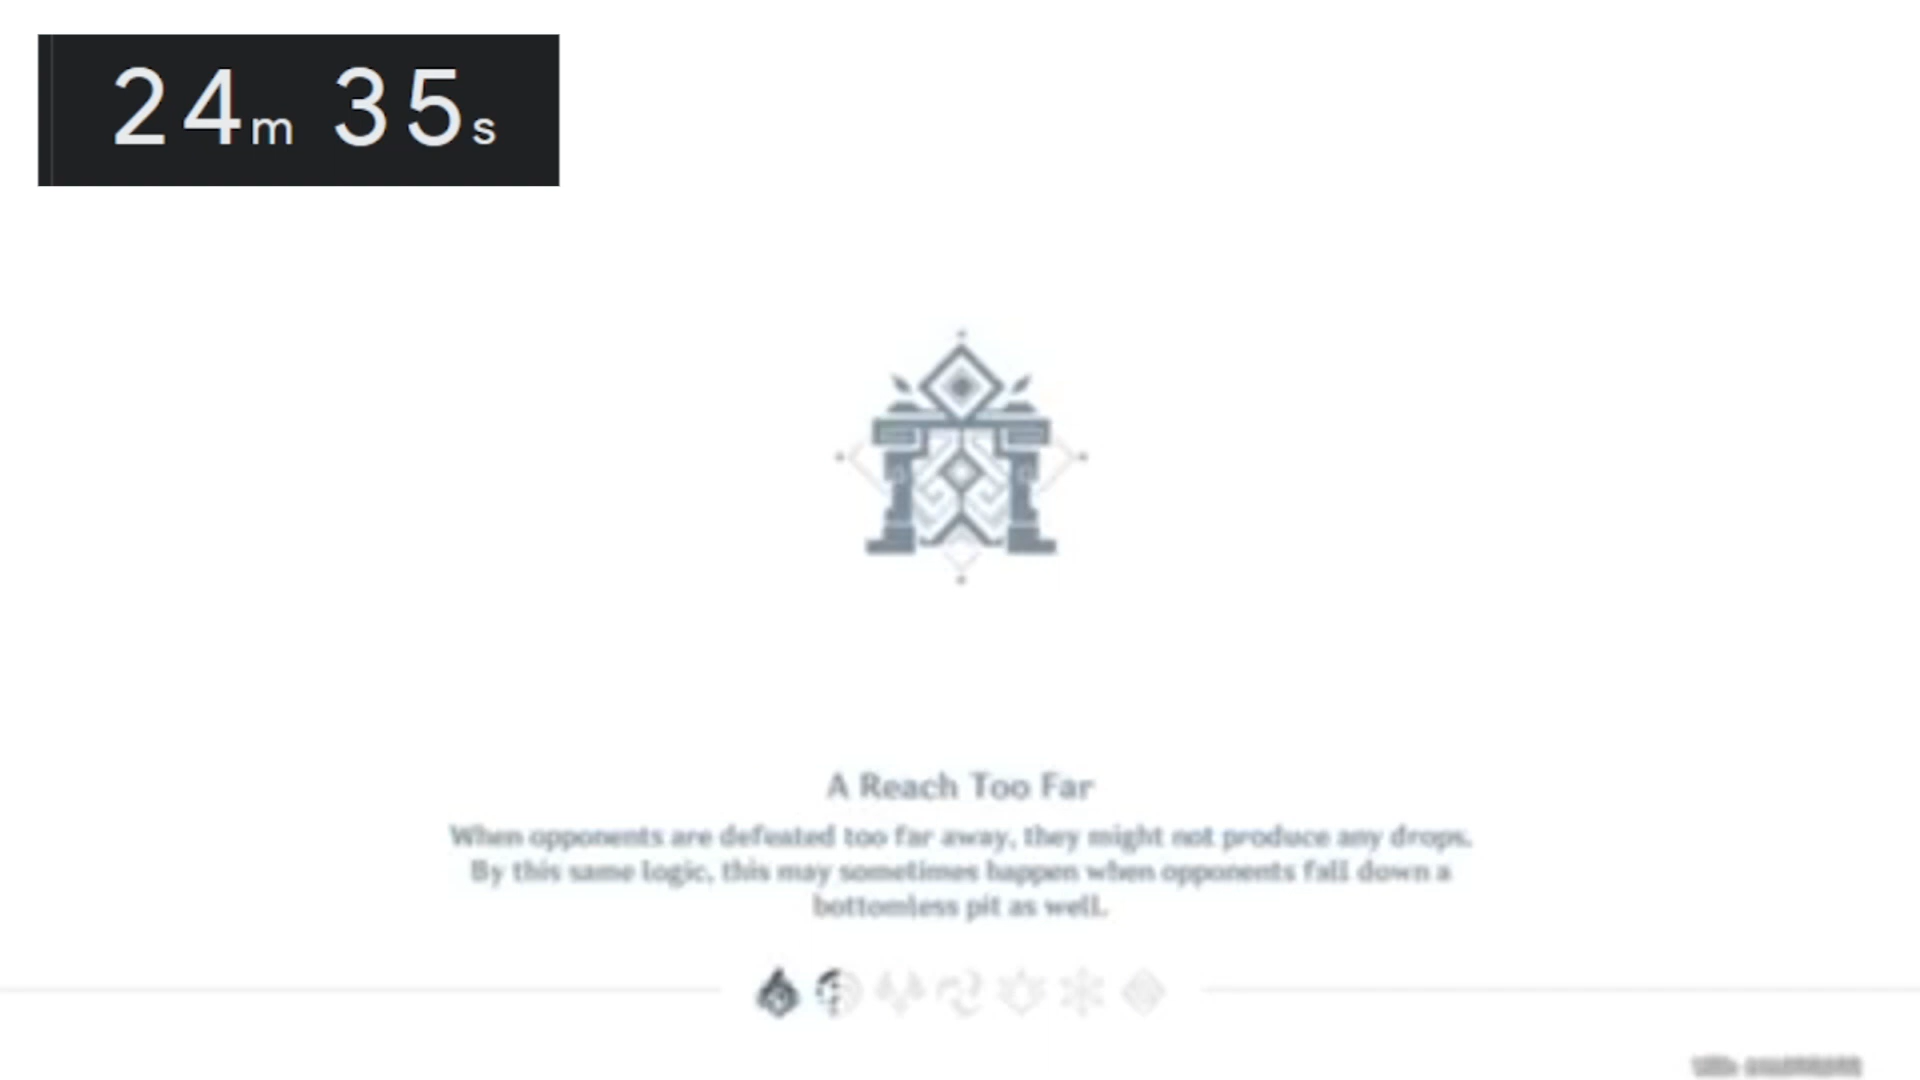 24m 35s
A Reach Too Far
When opponents are defeated too far away, they might not produce any drops.
By this same logic, this may sometimes happen when opponents fall down a
bottomless pit as well.